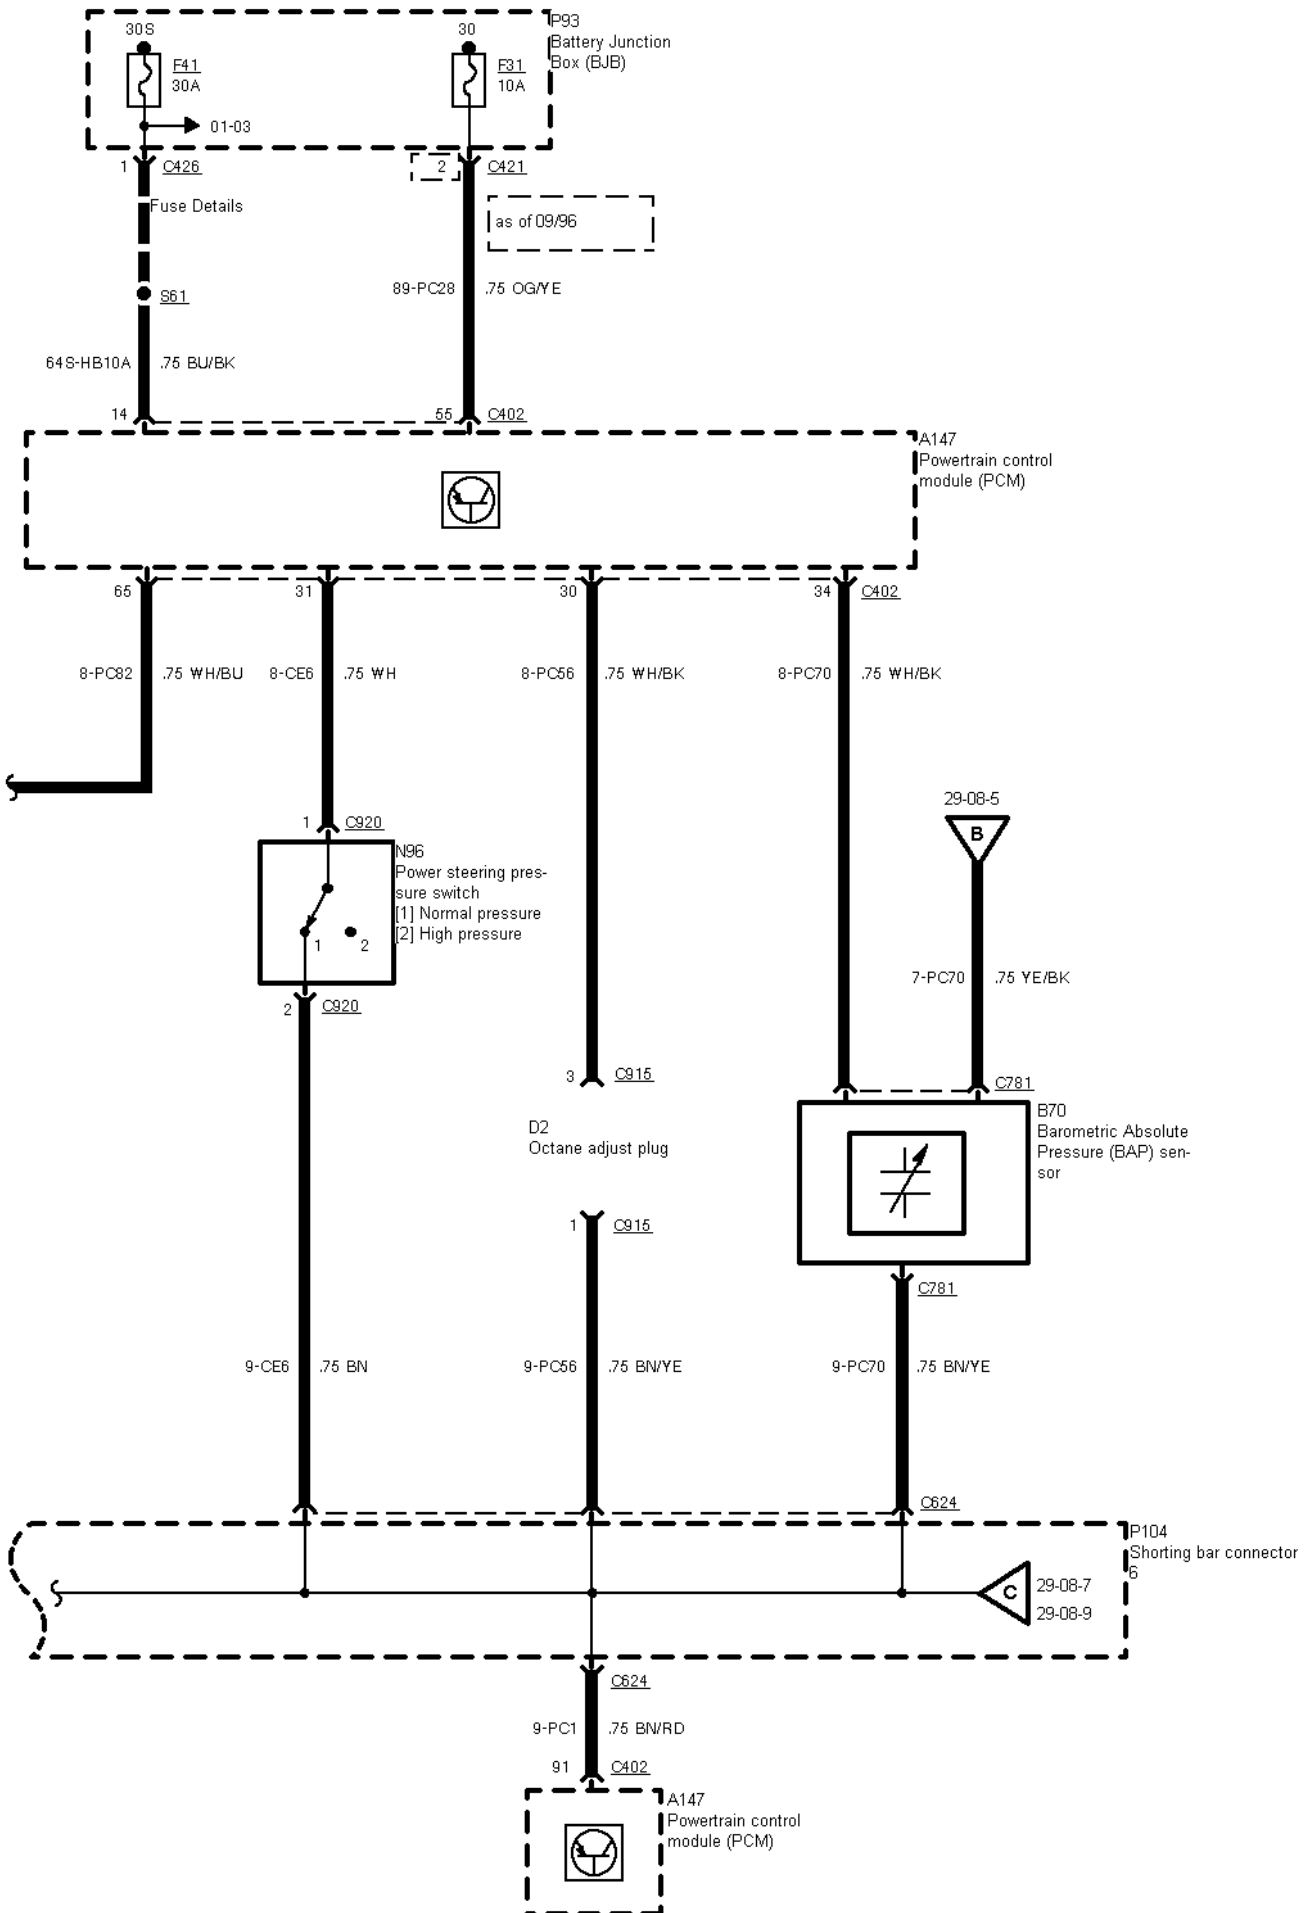 30S
30
P93
Battery Junction
Box (BJB)
F41
30A
F31
10A
01-03
1
C426
2
C421
Fuse Details
as of 09/96
89-PC28
.75 OG/YE
S61
64S-HB10A
.75 BU/BK
14
55
C402
A147
Powertrain control
module (PCM)
65
31
30
34
C402
8-PC82
.75 WH/BU
8-CE6
.75 WH
8-PC56
.75 WH/BK
8-PC70
.75 WH/BK
29-08-5
B
1
C920
N96
Power steering pres-
sure switch
[1] Normal pressure
[2] High pressure
1
2
7-PC70
.75 YE/BK
2
C920
3
C915
C781
D2
Octane adjust plug
B70
Barometric Absolute
Pressure (BAP) sen-
sor
1
C915
C781
9-CE6
.75 BN
9-PC56
.75 BN/YE
9-PC70
.75 BN/YE
C624
P104
Shorting bar connector
6
C
29-08-7
29-08-9
C624
9-PC1
.75 BN/RD
91
C402
A147
Powertrain control
module (PCM)